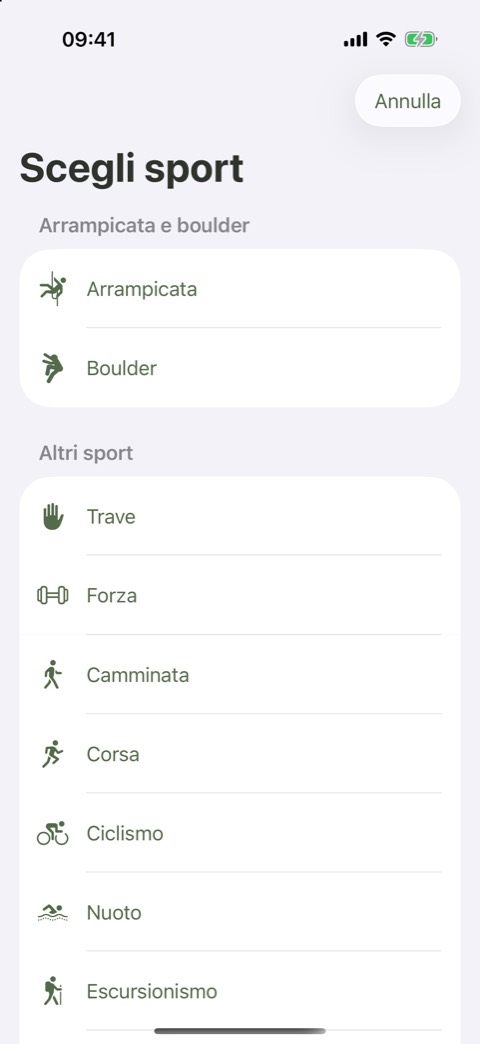 09:41
Annulla
Scegli sport
Arrampicata e boulder
Arrampicata
Boulder
Altri sport
Trave
Forza
Camminata
Corsa
Ciclismo
Nuoto
Escursionismo